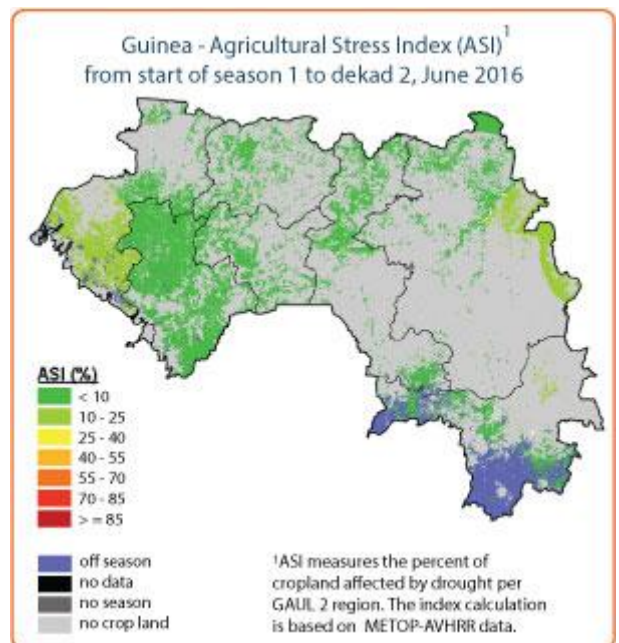 Guinea - Agricultural Stress Index (ASI)1
from start of season 1 to dekad 2, June 2016
ASI (%)
< 10
10 - 25
25 - 40
40 - 55
55 - 70
70 - 85
> = 85
off season
no data
no season
no crop land
1ASI measures the percent of
cropland affected by drought per
GAUL 2 region. The index calculation
is based on METOP-AVHRR data.